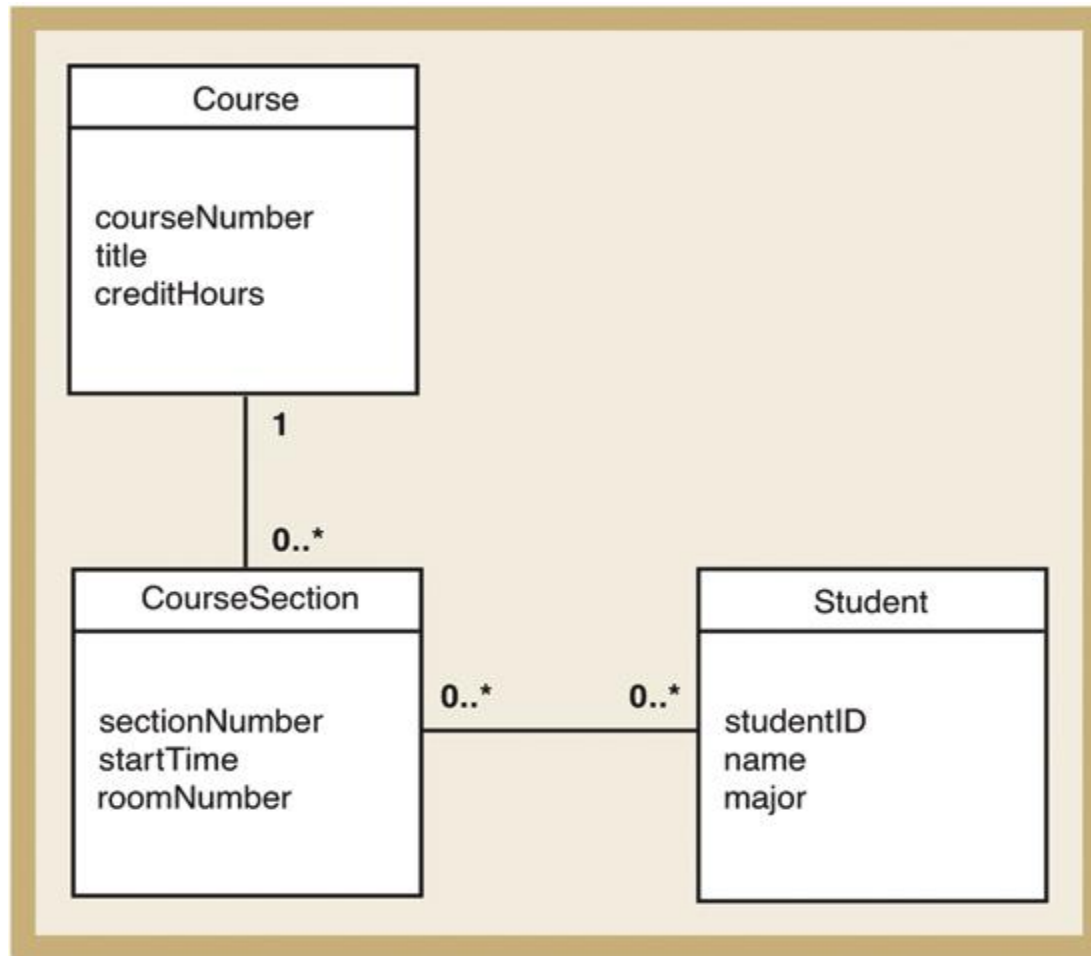 Course
courseNumber
title
creditHours
1
0..*
CourseSection
sectionNumber
startTime
roomNumber
0..*
0..*
Student
studentID
name
major